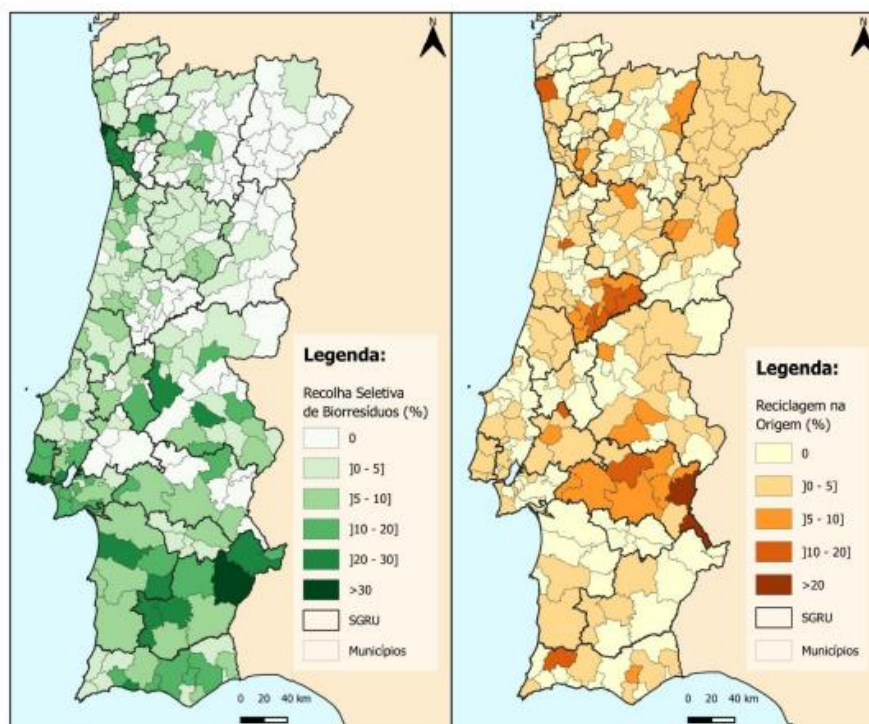 N
Legenda:
Recolha Seletiva
de Biorresíduos (%)
0
]0 - 5]
]5 - 10]
]10 - 20]
]20 - 30]
>30
SGRU
Municípios
0 20 40 km
N
Legenda:
Reciclagem na
Origem (%)
0
]0 - 5]
]5 - 10]
]10 - 20]
>20
SGRU
Municípios
0 20 40 km